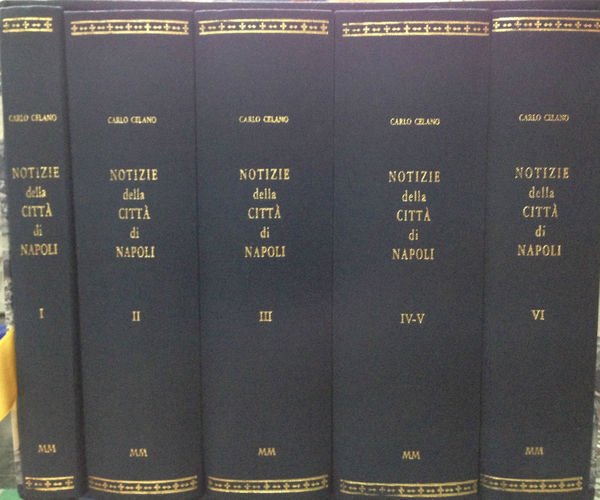 CARLO CELANO
NOTIZIE
della
CITTÀ
di
NAPOLI
I
MM
CARLO CELANO
NOTIZIE
della
CITTÀ
di
NAPOLI
II
MM
CARLO CELANO
NOTIZIE
della
CITTÀ
di
NAPOLI
III
MM
CARLO CELANO
NOTIZIE
della
CITTÀ
di
NAPOLI
IV-V
MM
CARLO CELANO
NOTIZIE
della
CITTÀ
di
NAPOLI
VI
MM